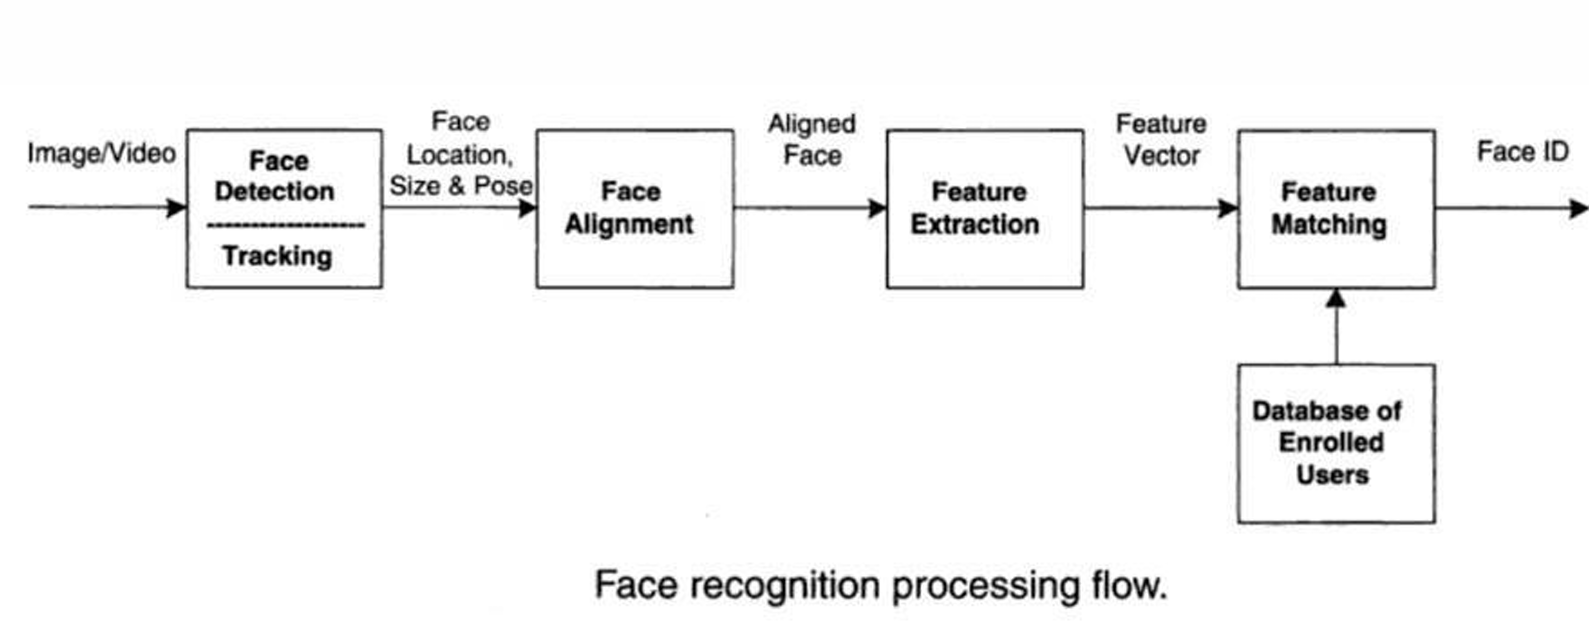 Image/Video
Face
Detection
Tracking
Face
Location,
Size & Pose
Face
Alignment
Aligned
Face
Feature
Extraction
Feature
Vector
Feature
Matching
Face ID
Database of
Enrolled
Users
Face recognition processing flow.